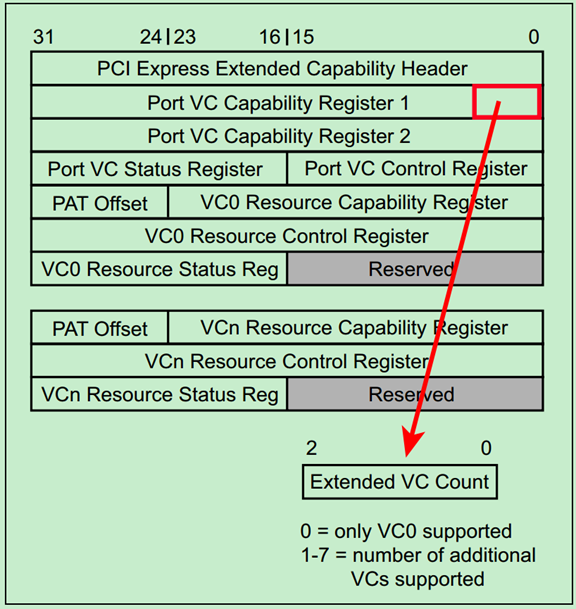 31 24 23 16 15 0
PCI Express Extended Capability Header
Port VC Capability Register 1
Port VC Capability Register 2
Port VC Status Register Port VC Control Register
PAT Offset VC0 Resource Capability Register
VC0 Resource Control Register
VC0 Resource Status Reg Reserved
PAT Offset VCn Resource Capability Register
VCn Resource Control Register
VCn Resource Status Reg Reserved
2 0
Extended VC Count
0 = only VC0 supported
1-7 = number of additional
VCs supported